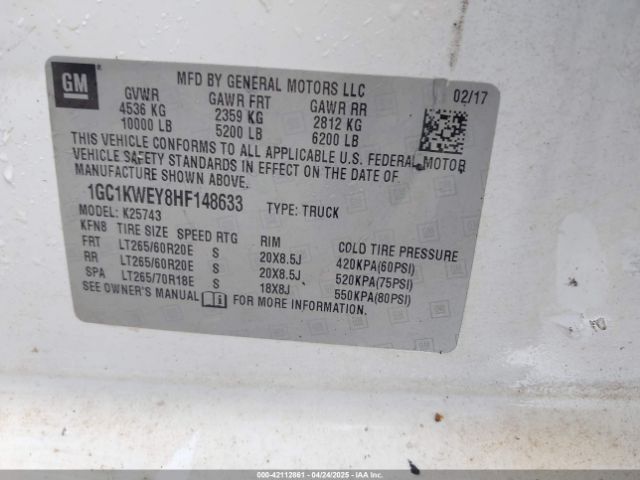 GM
MFD BY GENERAL MOTORS LLC
02/17
GVWR GAWR FRT GAWR RR
4536 KG 2359 KG 2812 KG
10000 LB 5200 LB 6200 LB
THIS VEHICLE CONFORMS TO ALL APPLICABLE U.S. FEDERAL MOTOR
VEHICLE SAFETY STANDARDS IN EFFECT ON THE DATE OF
MANUFACTURE SHOWN ABOVE.
1GC1KWEY8HF148633 TYPE: TRUCK
MODEL: K25743
KFN8 TIRE SIZE SPEED RTG RIM COLD TIRE PRESSURE
FRT LT265/60R20E S 20X8.5J 420KPA(60PSI)
RR LT265/60R20E S 20X8.5J 520KPA(75PSI)
SPA LT265/70R18E S 18X8J 550KPA(80PSI)
SEE OWNER'S MANUAL FOR MORE INFORMATION.
000-42112861 04/24/2025 IAA Inc.